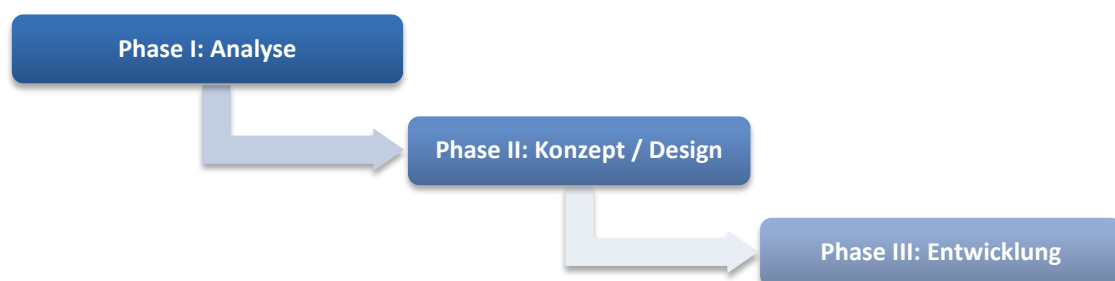 Phase I: Analyse
Phase II: Konzept / Design
Phase III: Entwicklung